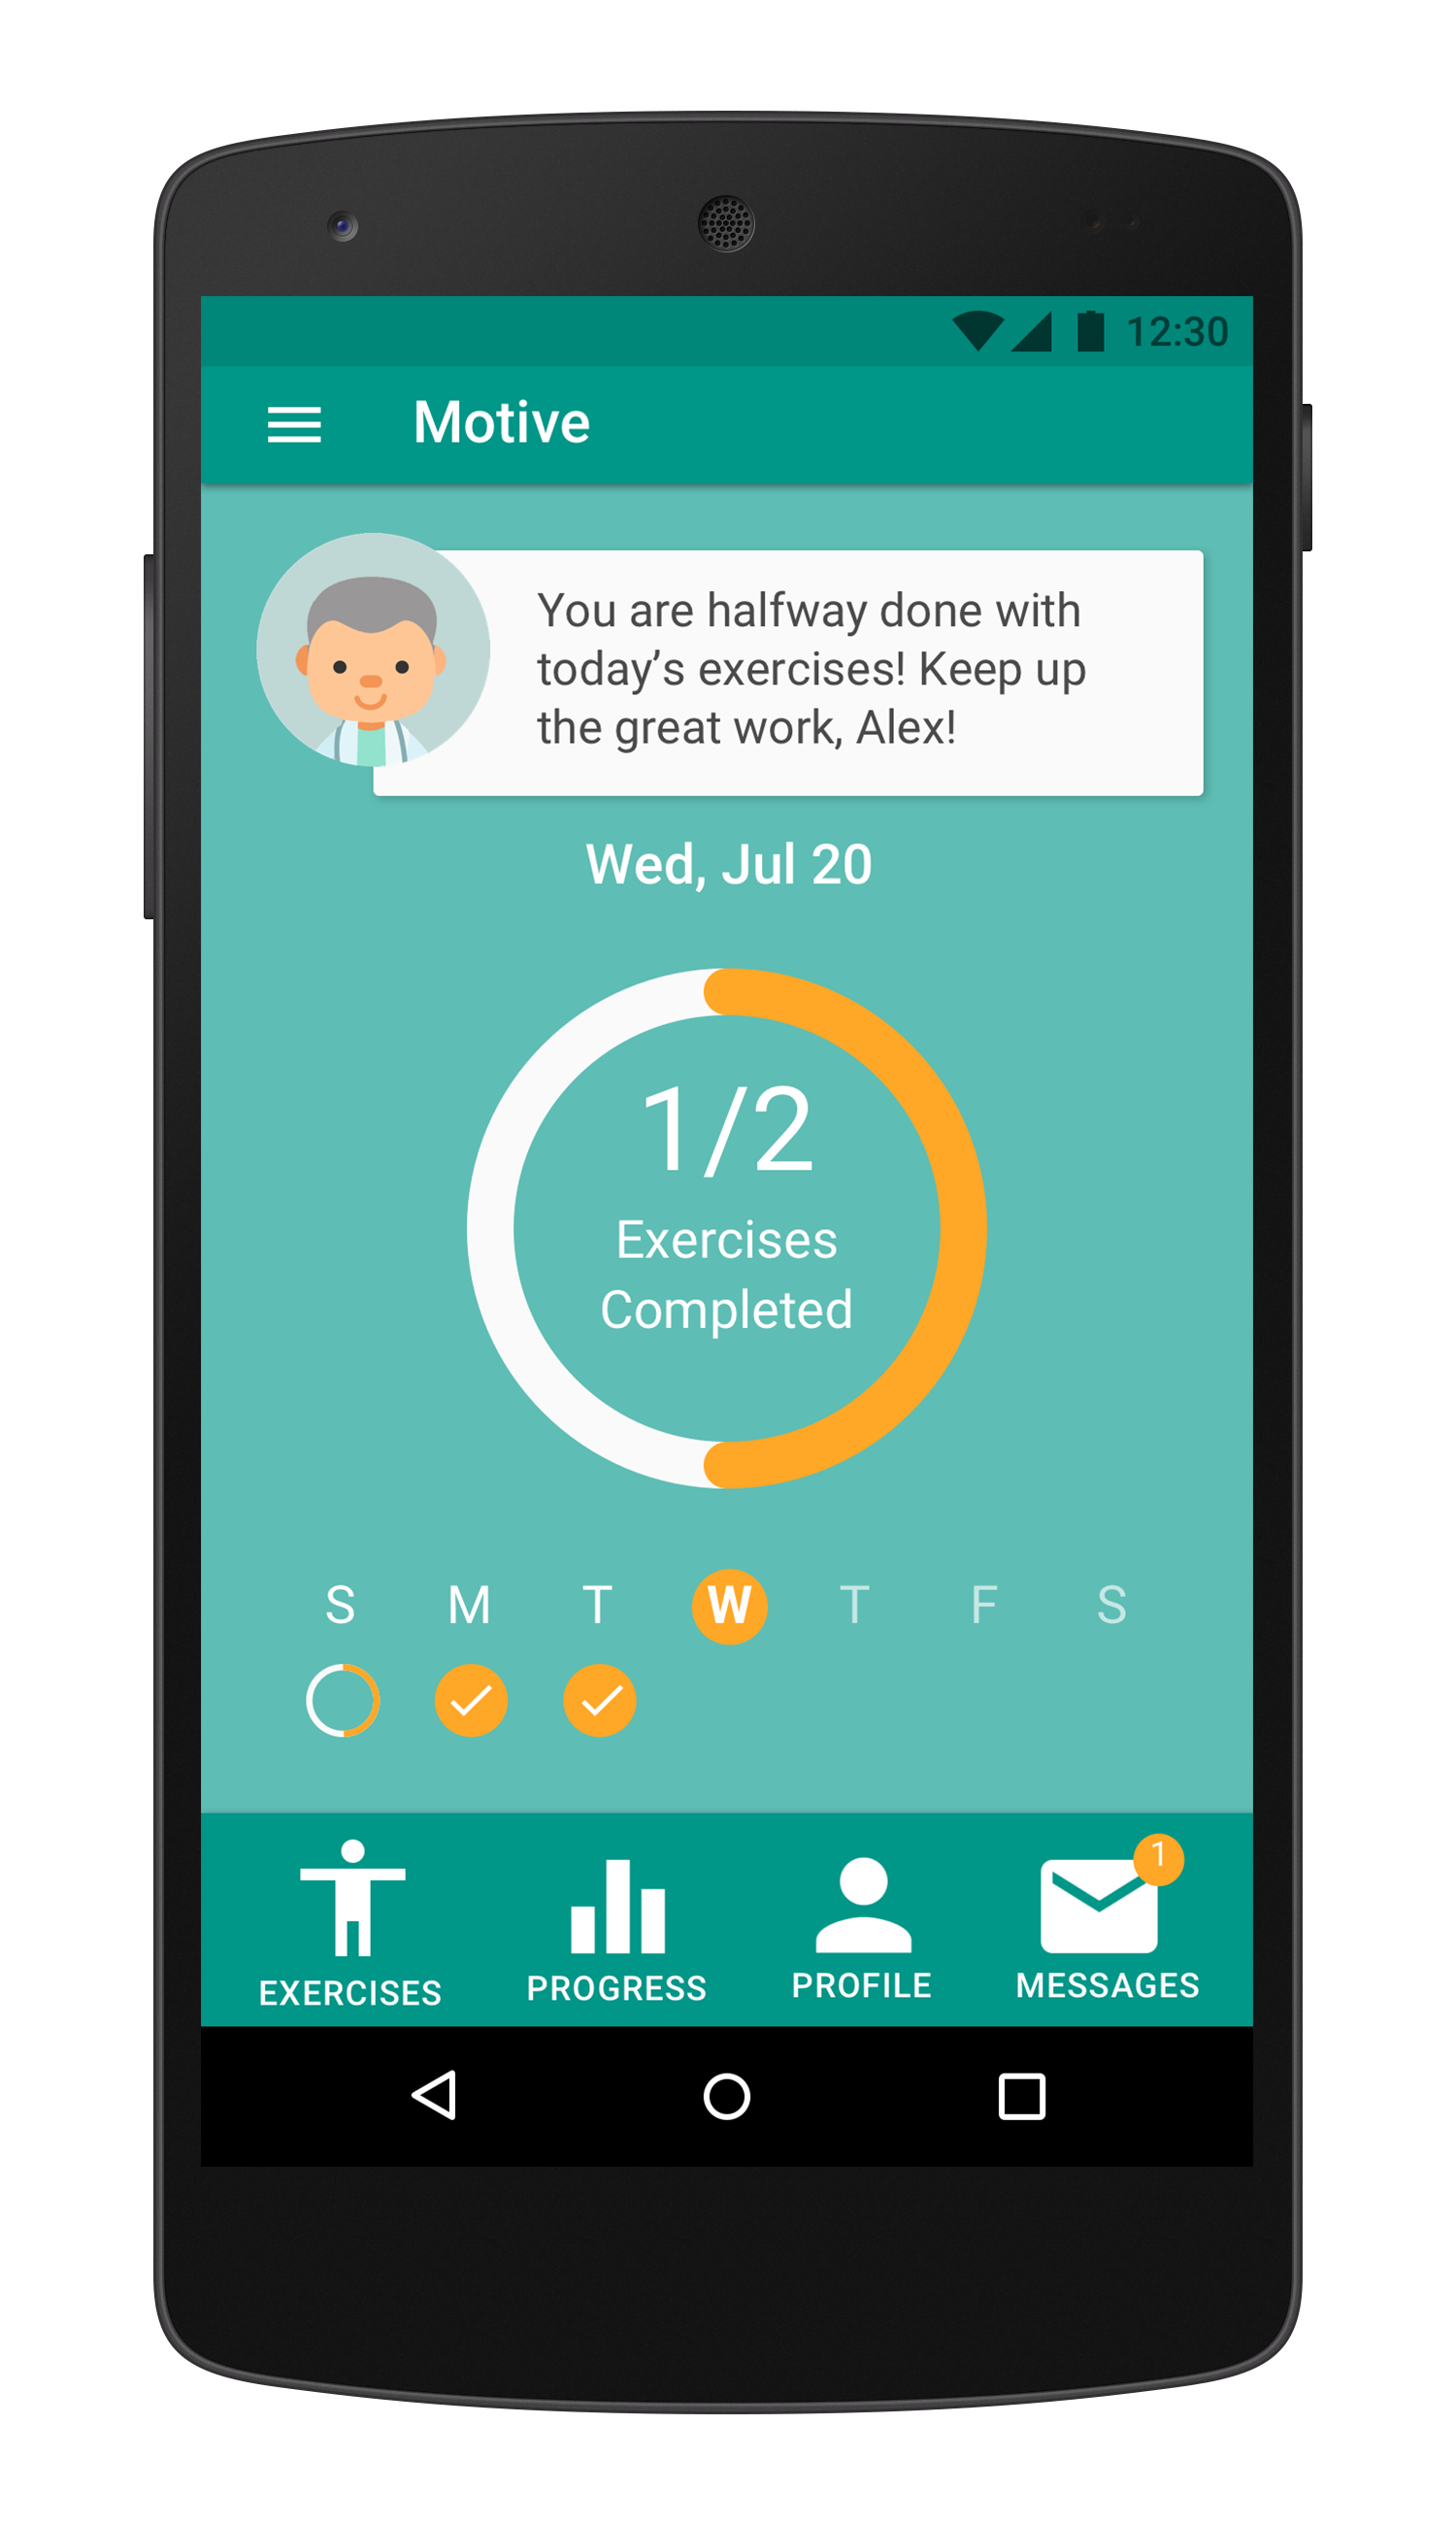 12:30
Motive
You are halfway done with
today’s exercises! Keep up
the great work, Alex!
Wed, Jul 20
1/2
Exercises
Completed
S M T W T F S
1
EXERCISES PROGRESS PROFILE MESSAGES